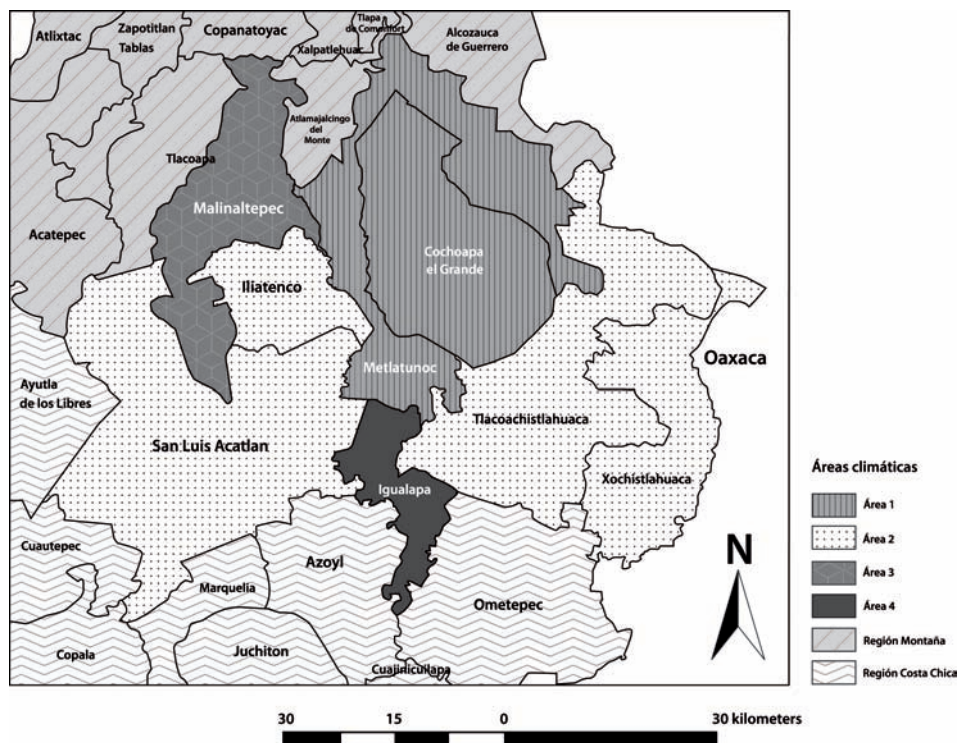 Atlixtac
Zapotitlan
Tablas
Copanatoyac
Tlapa
de Comonfort
Xalpatlehuac
Alcozauca
de Guerrero
Atlamajalcingo
del
Monte
Tlacoapa
Malinaltepec
Acatepec
Cochoapa
el Grande
Iliatenco
Oaxaca
Metlatunoc
Ayutla
de los Libres
Tlacoachistlahuaca
San Luis Acatlan
Xochistlahuaca
Igualapa
Cuautepec
Azoyl
Marquelia
Ometepec
Copala
Juchiton
Cuajinicuilapa
Áreas climáticas
Área 1
Área 2
Área 3
Área 4
Región Montaña
Región Costa Chica
N
30 15 0 30 kilometers